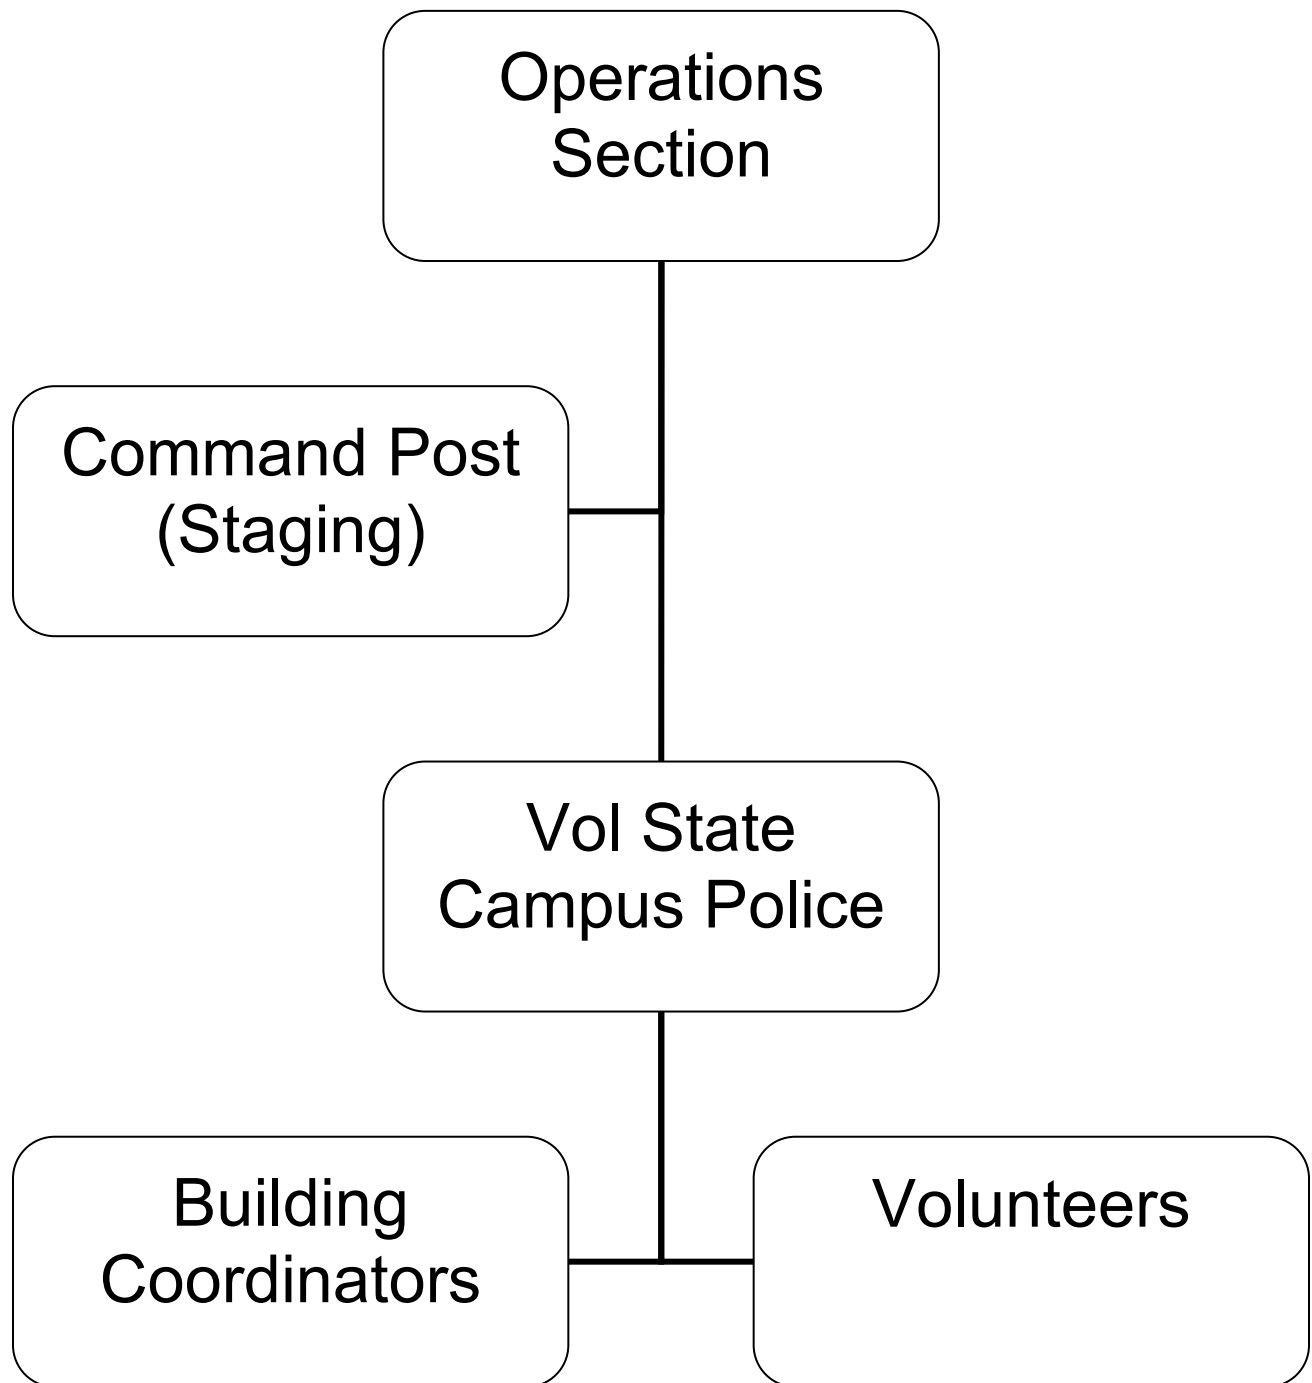 Operations
Section
Command Post
(Staging)
Vol State
Campus Police
Building
Coordinators
Volunteers